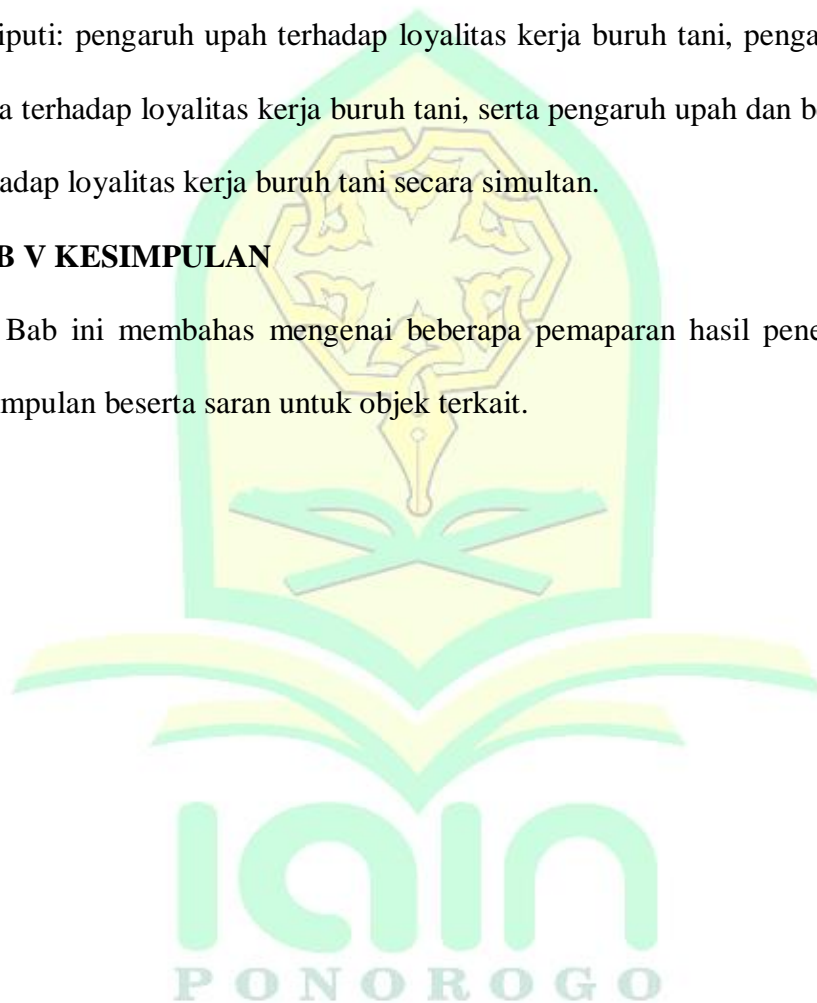 iputi: pengaruh upah terhadap loyalitas kerja buruh tani, penga
a terhadap loyalitas kerja buruh tani, serta pengaruh upah dan b
adap loyalitas kerja buruh tani secara simultan.
B V KESIMPULAN
Bab ini membahas mengenai beberapa pemaparan hasil pene
mpulan beserta saran untuk objek terkait.
iain
PONOROGO